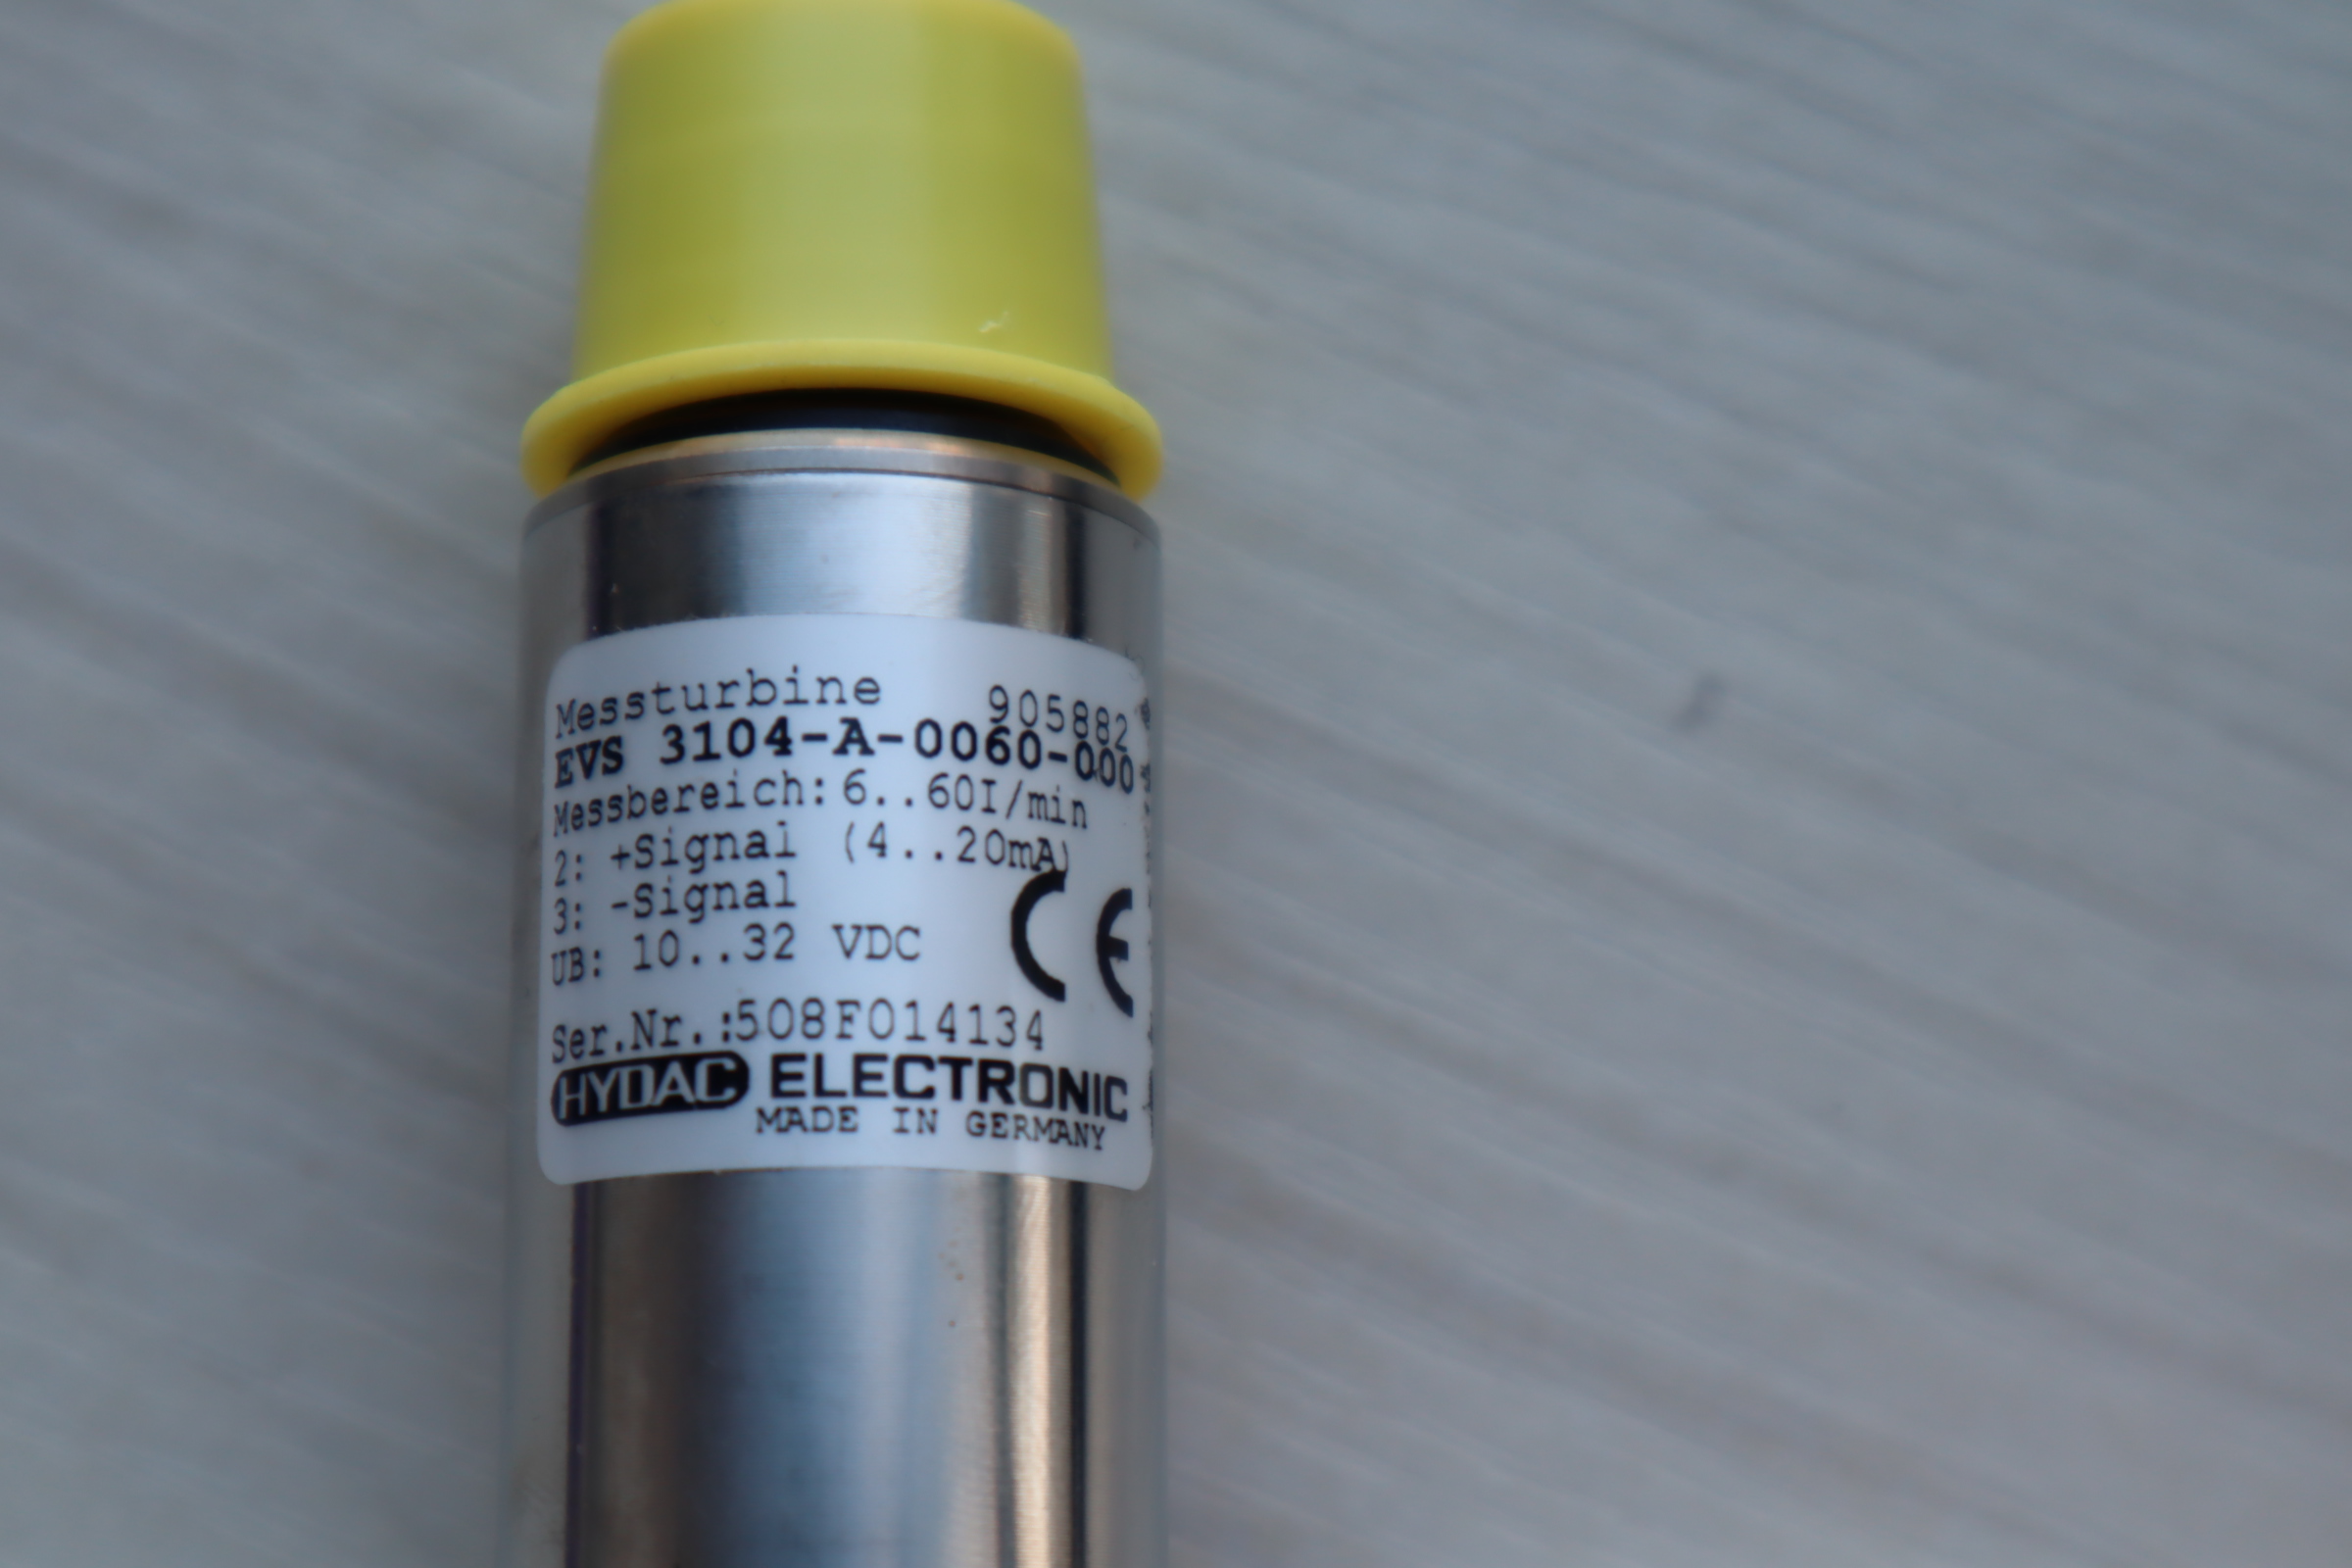 Messturbine 905882
EVS 3104-A-0060-000
Messbereich: 6..60I/min
2: +Signal (4..20mA)
3: -Signal
UB: 10..32 VDC
CE
Ser.Nr.:508F014134
HYDAC ELECTRONIC
MADE IN GERMANY